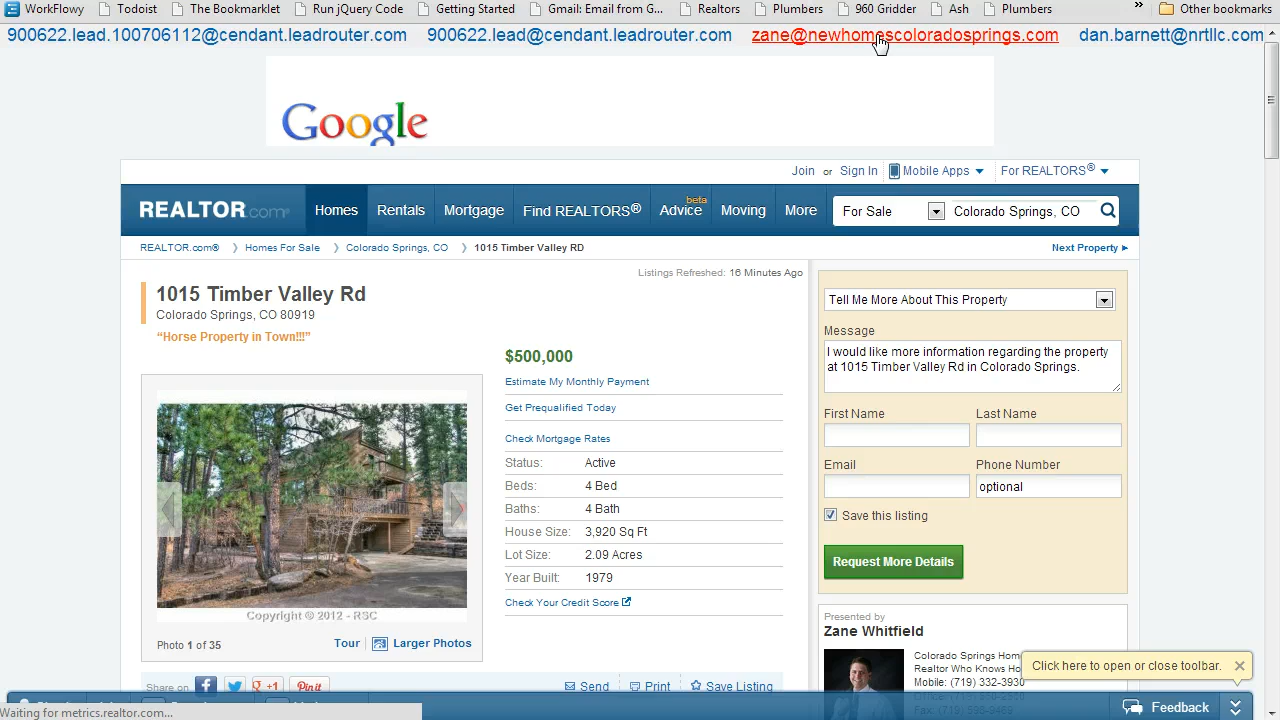 WorkFlowy Todoist The Bookmarklet Run jQuery Code Getting Started Gmail: Email from G... Realtors Plumbers 960 Gridder Ash Plumbers » Other bookmarks
900622.lead.100706112@cendant.leadrouter.com 900622.lead@cendant.leadrouter.com zane@newhomescoloradosprings.com dan.barnett@nrtllc.com
Google
Join or Sign In Mobile Apps For REALTORS®
REALTOR.com® Homes Rentals Mortgage Find REALTORS® Advice beta Moving More For Sale Colorado Springs, CO
REALTOR.com® Homes For Sale Colorado Springs, CO 1015 Timber Valley RD Next Property
Listings Refreshed: 16 Minutes Ago
1015 Timber Valley Rd
Colorado Springs, CO 80919
“Horse Property in Town!!!”
$500,000
Estimate My Monthly Payment
Get Prequalified Today
Check Mortgage Rates
Status: Active
Beds: 4 Bed
Baths: 4 Bath
House Size: 3,920 Sq Ft
Lot Size: 2.09 Acres
Year Built: 1979
Check Your Credit Score
Copyright © 2012 - RSC
Photo 1 of 35 Tour Larger Photos
Share on +1 Pin it Send Print Save Listing
Tell Me More About This Property
Message
I would like more information regarding the property
at 1015 Timber Valley Rd in Colorado Springs.
First Name Last Name
Email Phone Number
optional
Save this listing
Request More Details
Presented by
Zane Whitfield
Colorado Springs Hom
Realtor Who Knows Ho
Mobile: (719) 332-3930
Click here to open or close toolbar.
Waiting for metrics.realtor.com...
Feedback